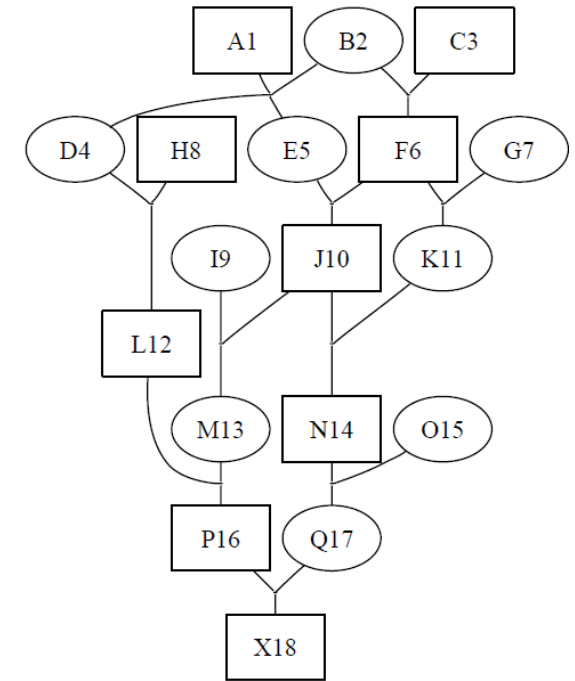 A1 B2 C3
D4 H8 E5 F6 G7
I9 J10 K11
L12
M13 N14 O15
P16 Q17
X18